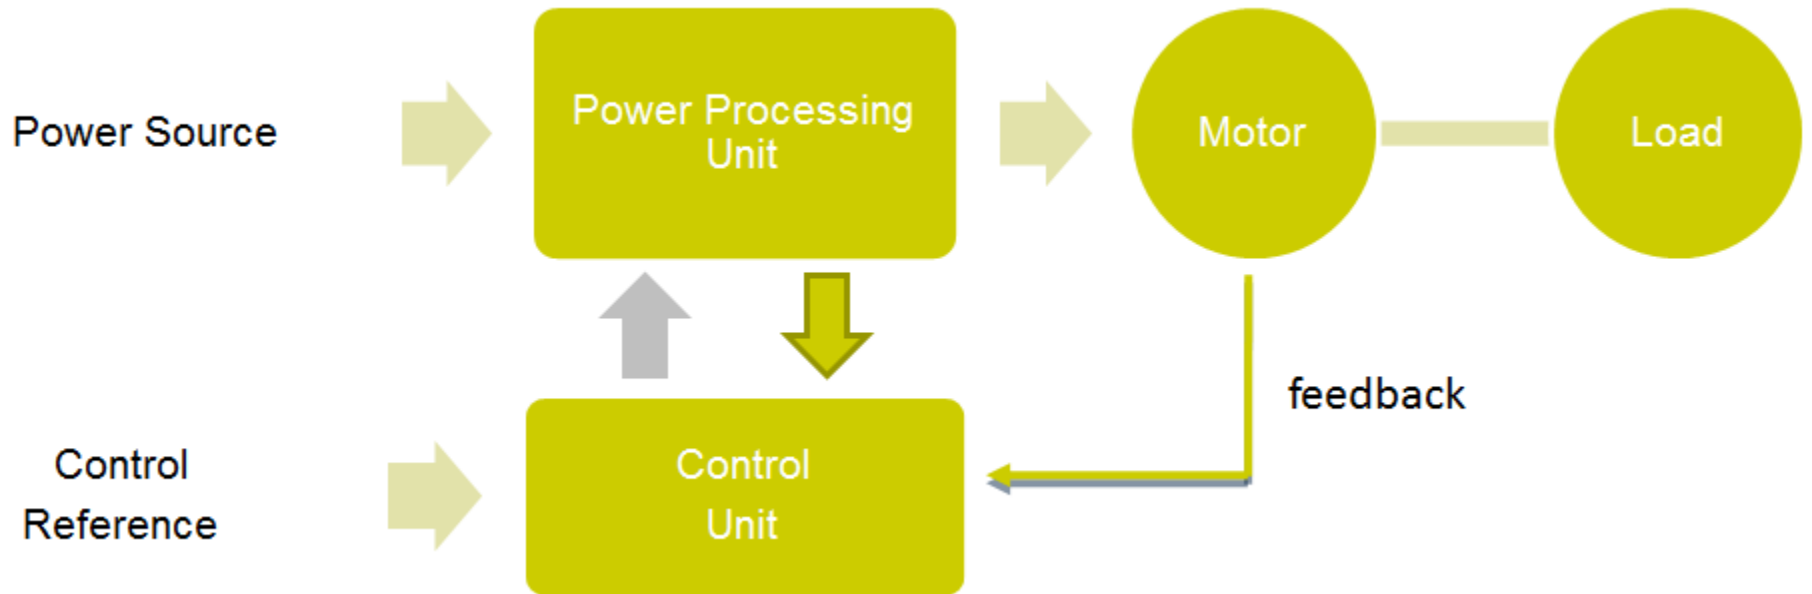 Power Source
Power Processing
Unit
Motor
Load
feedback
Control
Reference
Control
Unit